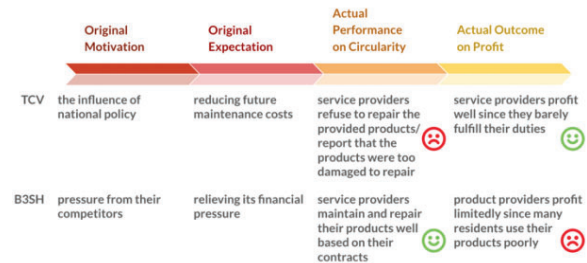 Original
Motivation
Original
Expectation
Actual
Performance
on Circularity
Actual Outcome
on Profit
TCV
the influence of
national policy
reducing future
maintenance costs
service providers
refuse to repair the
provided products/
report that the
products were too
damaged to repair
service providers profit
well since they barely
fulfill their duties
B3SH
pressure from their
competitors
relieving its financial
pressure
service providers
maintain and repair
their products well
based on their
contracts
product providers profit
limitedly since many
residents use their
products poorly